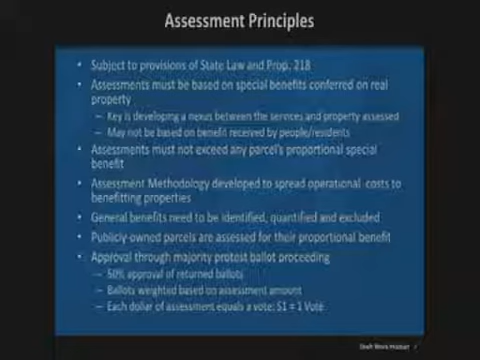 Assessment Principles
• Subject to provisions of State Law and Prop. 218
• Assessments must be based on special benefits conferred on real
property
– Key is developing a nexus between the services and property assessed
– May not be based on benefit received by people/residents
• Assessments must not exceed any parcel's proportional special
benefit
• Assessment Methodology developed to spread operational costs to
benefitting properties
• General benefits need to be identified, quantified and excluded
• Publicly-owned parcels are assessed for their proportional benefit
• Approval through majority protest ballot proceeding
– 50% approval of returned ballots
– Ballots weighted based on assessment amount
– Each dollar of assessment equals a vote: $1 = 1 Vote
Draft Work Product